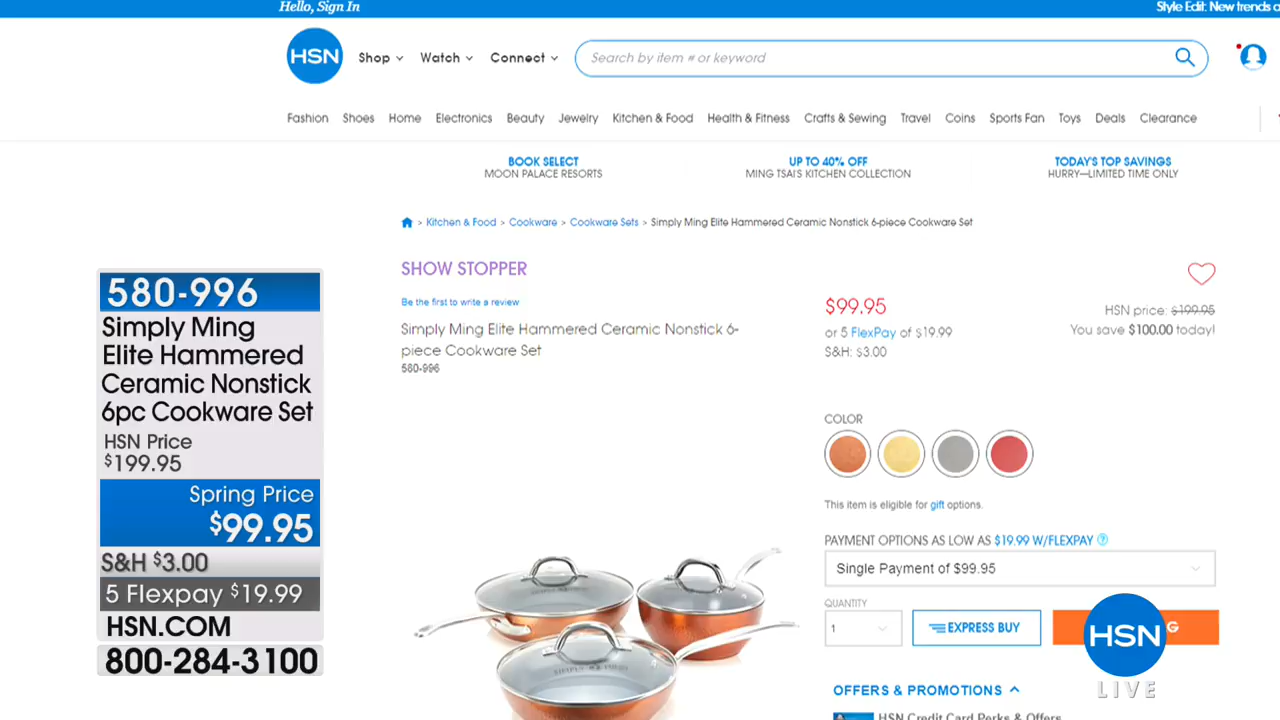 Hello, Sign In
Style Edit: New trends a
HSN
Shop
Watch
Connect
Search by item # or keyword
Fashion
Shoes
Home
Electronics
Beauty
Jewelry
Kitchen & Food
Health & Fitness
Crafts & Sewing
Travel
Coins
Sports Fan
Toys
Deals
Clearance
BOOK SELECT
MOON PALACE RESORTS
UP TO 40% OFF
MING TSAI'S KITCHEN COLLECTION
TODAY'S TOP SAVINGS
HURRY—LIMITED TIME ONLY
> Kitchen & Food > Cookware > Cookware Sets > Simply Ming Elite Hammered Ceramic Nonstick 6-piece Cookware Set
580-996
Simply Ming
Elite Hammered
Ceramic Nonstick
6pc Cookware Set
HSN Price
$199.95
Spring Price
$99.95
S&H $3.00
5 Flexpay $19.99
HSN.COM
800-284-3100
SHOW STOPPER
Be the first to write a review
Simply Ming Elite Hammered Ceramic Nonstick 6-
piece Cookware Set
580-996
$99.95
or 5 FlexPay of $19.99
S&H: $3.00
HSN price: $199.95
You save $100.00 today!
COLOR
This item is eligible for gift options.
PAYMENT OPTIONS AS LOW AS $19.99 W/FLEXPAY ?
Single Payment of $99.95
QUANTITY
1
EXPRESS BUY
G
HSN
LIVE
OFFERS & PROMOTIONS
HSN Credit Card Perks & Offers